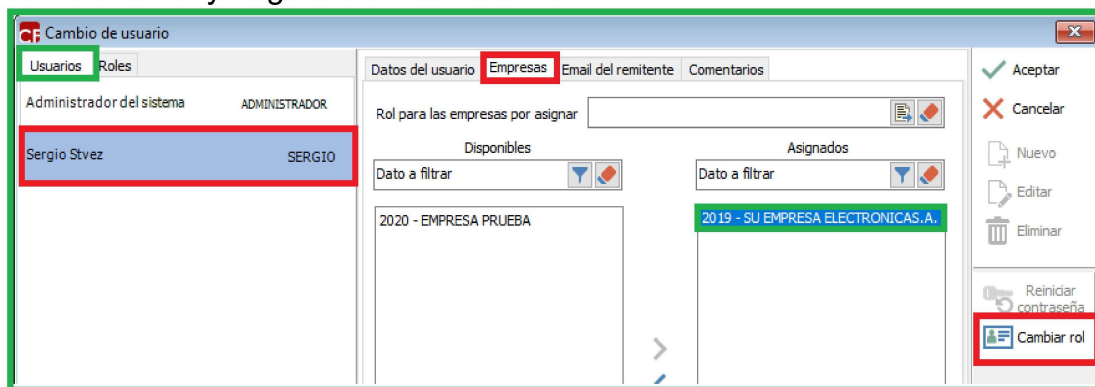 Cambio de usuario
Usuarios Roles
Administrador del sistema ADMINISTRADOR
Sergio Stvez SERGIO
Datos del usuario Empresas Email del remitente Comentarios
Rol para las empresas por asignar
Disponibles Asignados
Dato a filtrar Dato a filtrar
2020 - EMPRESA PRUEBA 2019 - SU EMPRESA ELECTRONICAS.A.
Aceptar
Cancelar
Nuevo
Editar
Eliminar
Reiniciar
contraseña
Cambiar rol